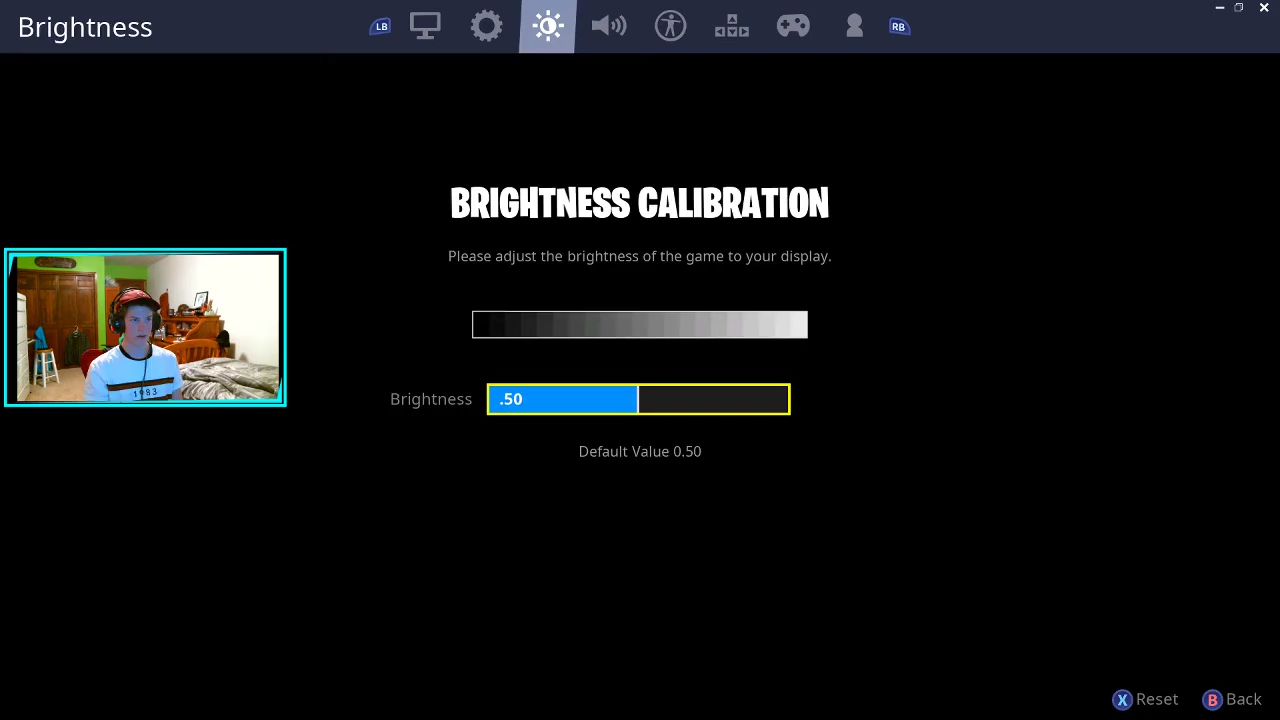 Brightness
LB
RB
BRIGHTNESS CALIBRATION
Please adjust the brightness of the game to your display.
Brightness .50
Default Value 0.50
1983
X Reset B Back